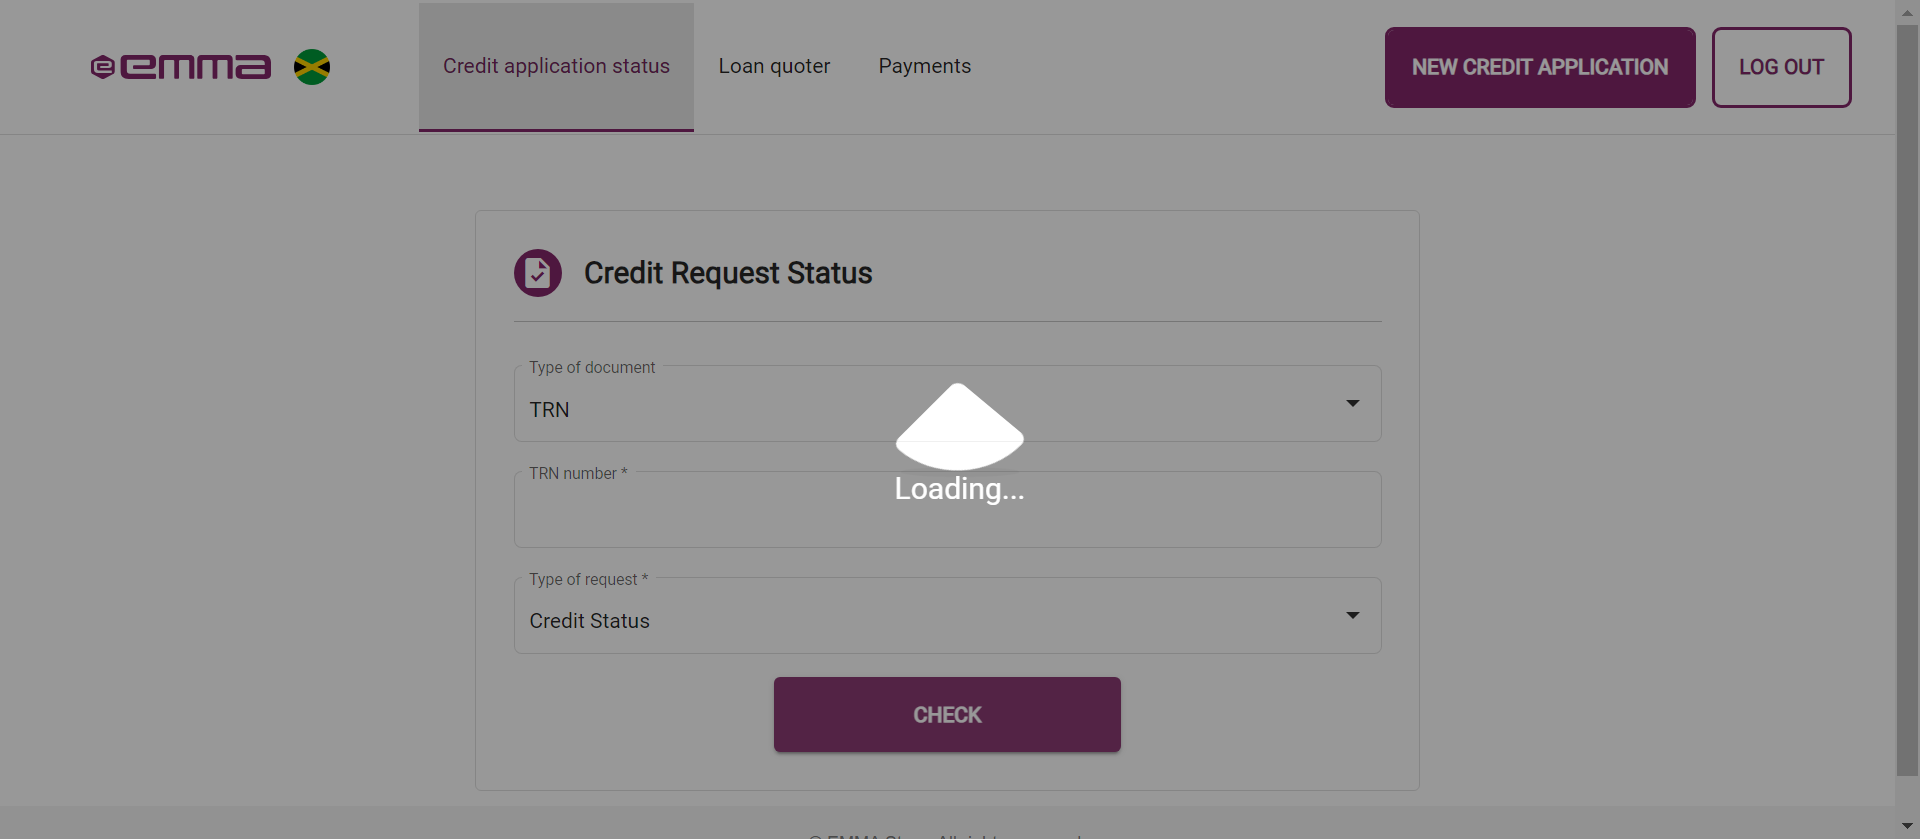 emma
Credit application status
Loan quoter
Payments
NEW CREDIT APPLICATION
LOG OUT
Credit Request Status
Type of document
TRN
Loading...
TRN number *
Type of request *
Credit Status
CHECK